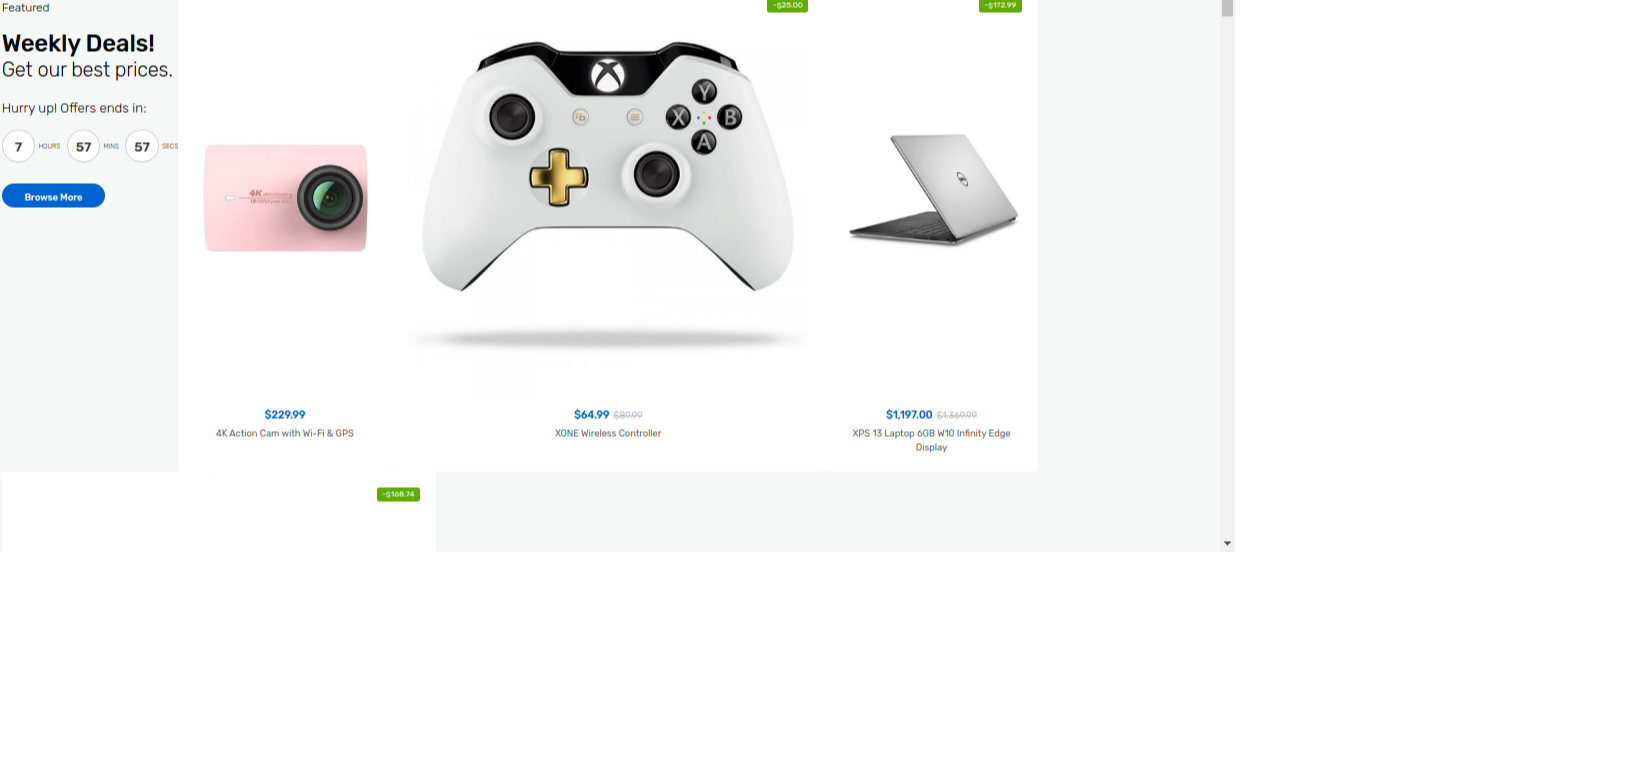 Featured
Weekly Deals!
Get our best prices.
Hurry up! Offers ends in:
7 HOURS 57 MINS 57 SECS
Browse More
4K
$229.99
4K Action Cam with Wi-Fi & GPS
-$25.00
Y
X B
A
$64.99 $89.99
XONE Wireless Controller
-$172.99
DELL
$1,197.00 $1,369.99
XPS 13 Laptop 6GB W10 Infinity Edge
Display
-$168.74